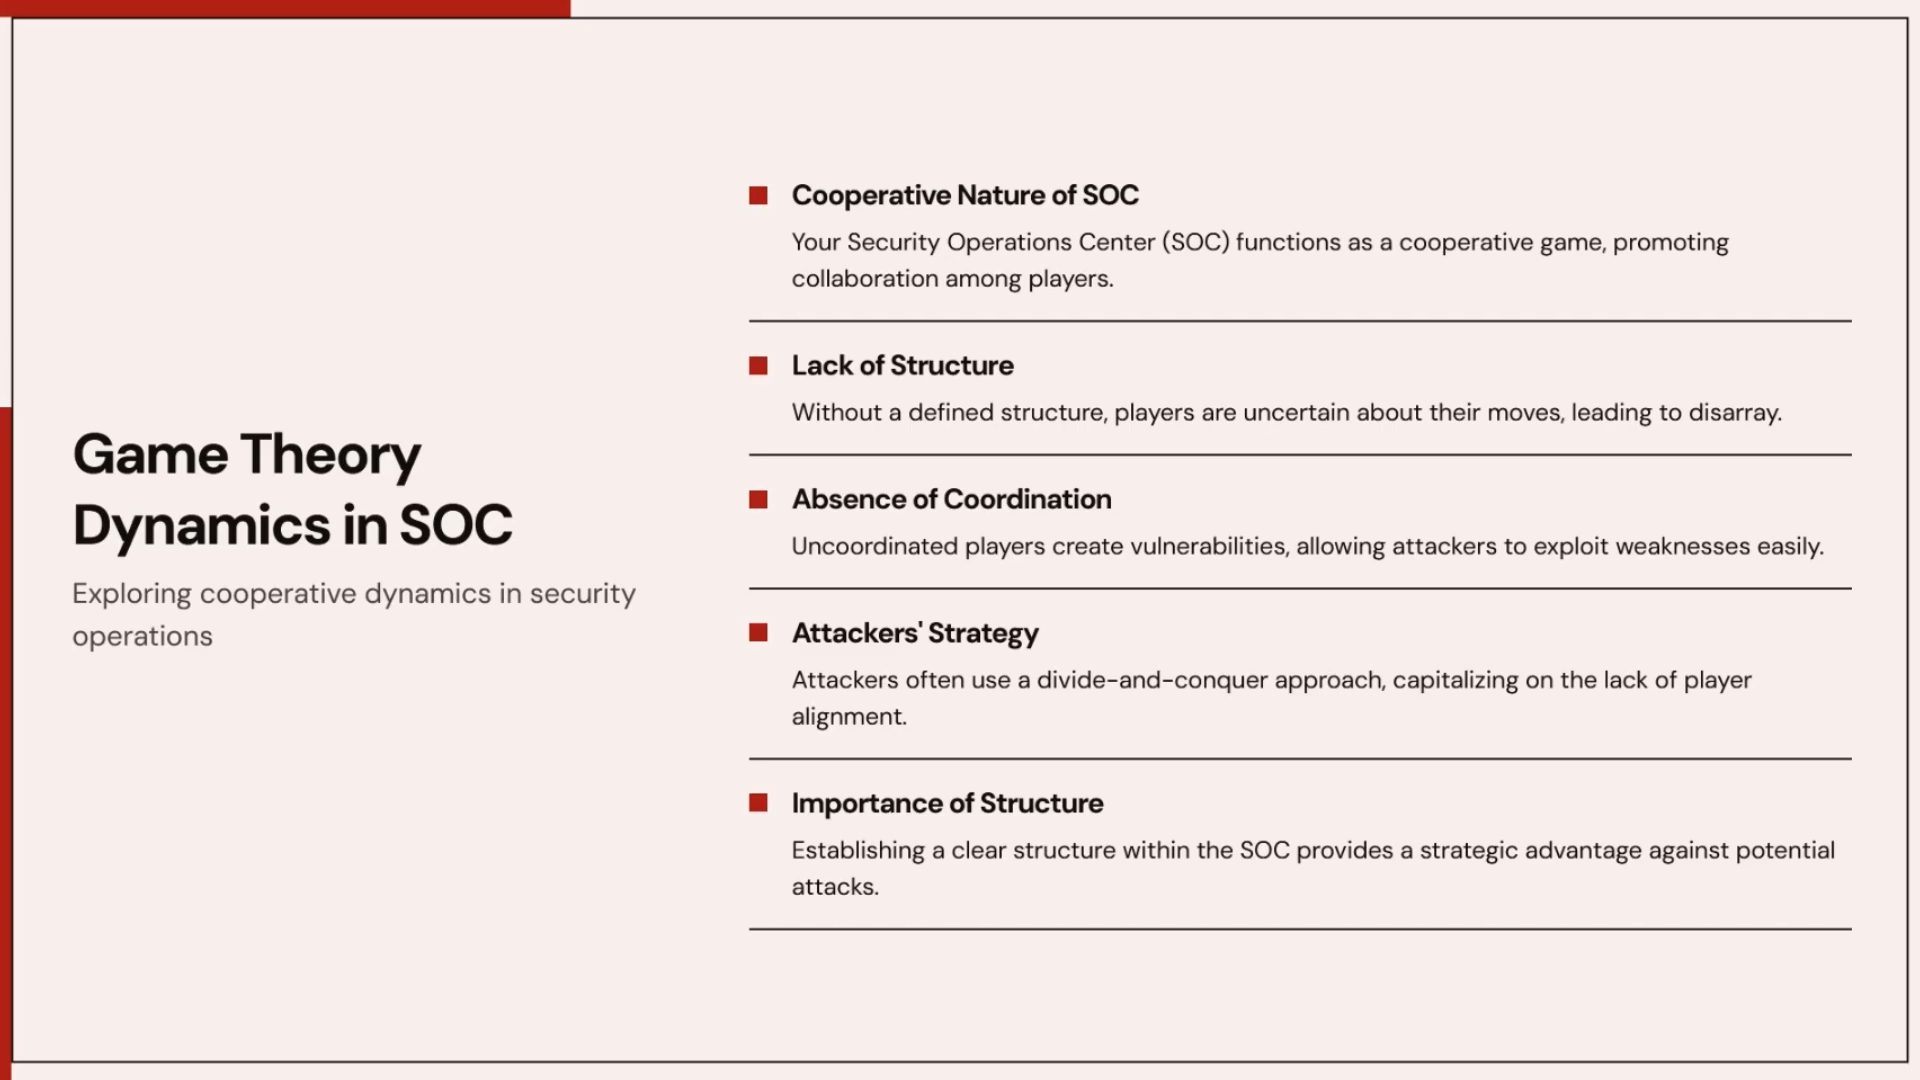 Game Theory
Dynamics in SOC
Exploring cooperative dynamics in security
operations
Cooperative Nature of SOC
Your Security Operations Center (SOC) functions as a cooperative game, promoting
collaboration among players.
Lack of Structure
Without a defined structure, players are uncertain about their moves, leading to disarray.
Absence of Coordination
Uncoordinated players create vulnerabilities, allowing attackers to exploit weaknesses easily.
Attackers' Strategy
Attackers often use a divide-and-conquer approach, capitalizing on the lack of player
alignment.
Importance of Structure
Establishing a clear structure within the SOC provides a strategic advantage against potential
attacks.